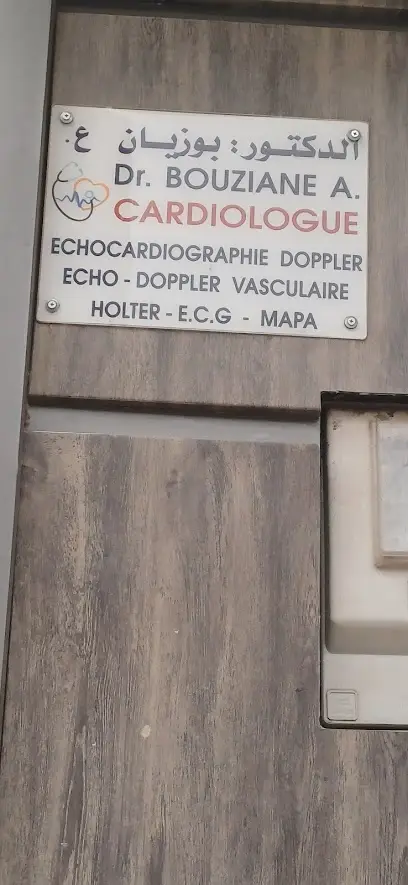 الدكتور: بوزيان ع.
Dr. BOUZIANE A.
CARDIOLOGUE
ECHOCARDIOGRAPHIE DOPPLER
ECHO - DOPPLER VASCULAIRE
HOLTER - E.C.G - MAPA